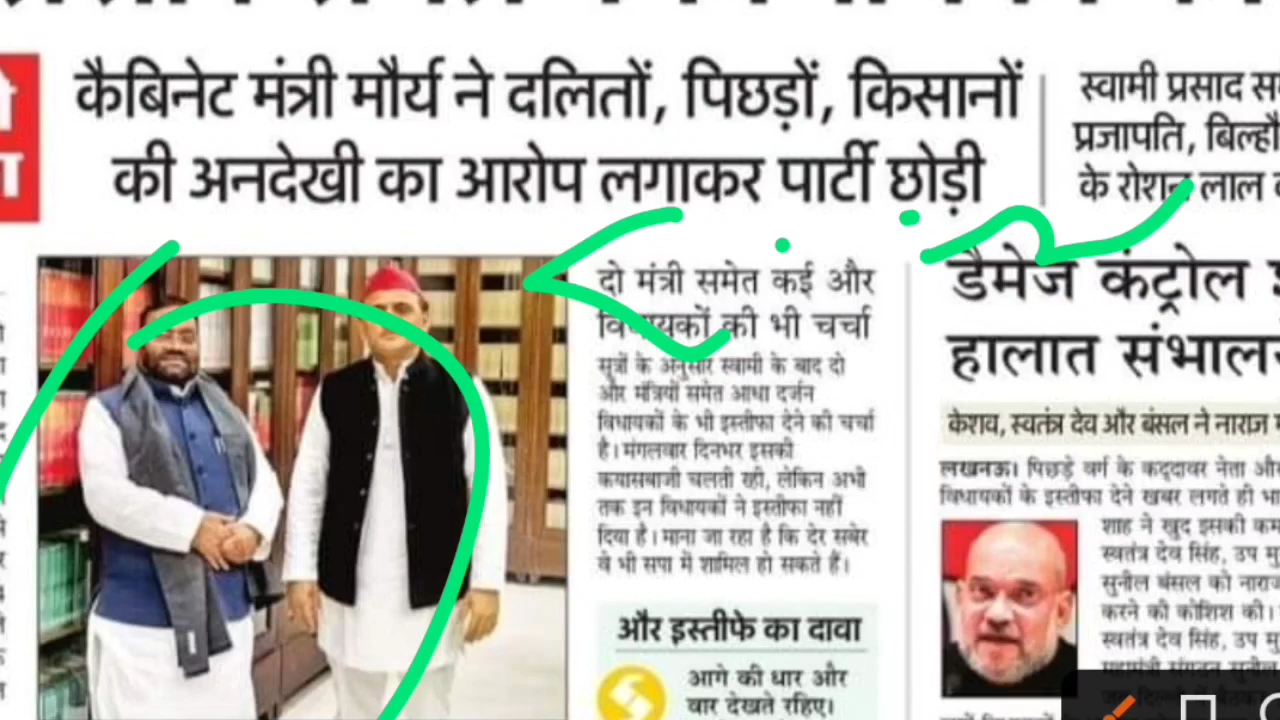 कैबिनेट मंत्री मौर्य ने दलितों, पिछड़ों, किसानों
की अनदेखी का आरोप लगाकर पार्टी छोड़ी
स्वामी प्रसाद
प्रजापति,
के रोशन लाल
दो मंत्री समेत कई और
विधायकों की भी चर्चा
सूत्रों के अनुसार स्वामी के बाद दो
और मंत्रियों समेत आधा दर्जन
विधायकों के भी इस्तीफा देने की चर्चा
है। मंगलवार दिनभर इसकी
कयासबाजी चलती रही, लेकिन अभी
तक इन विधायकों ने इस्तीफा नहीं
दिया है। माना जा रहा है कि देर सबेर
ये भी सपा में शामिल हो सकते हैं।
और इस्तीफे का दावा
आगे की धार और
वार देखते रहिए।
डैमेज कंट्रोल
हालात
केशव, स्वतंत्र देव और बंसल ने नाराज
लखनऊ। पिछड़े वर्ग के कद्दावर नेता
विधायकों के इस्तीफा देने खबर लगते ही
शाह ने खुद इसकी
स्वतंत्र देव सिंह, उप
सुनील बंसल को
करने की कोशिश की।
स्वतंत्र देव सिंह, उप